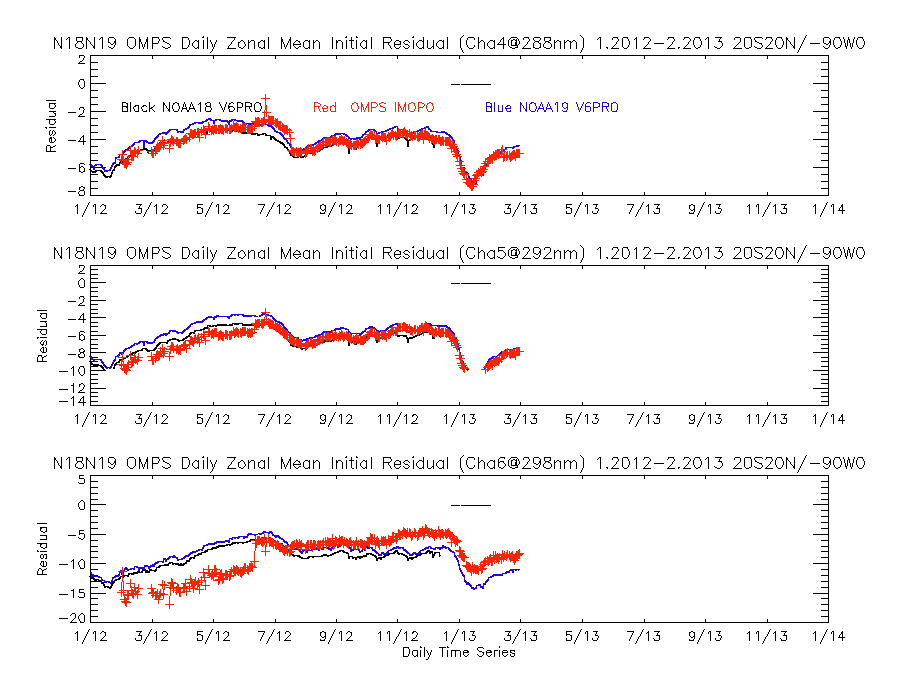 N18N19 OMPS Daily Zonal Mean Initial Residual (Cha4@288nm) 1.2012-2.2013 20S20N/-90W0
2
0
-2
-4
-6
-8
Residual
Black NOAA18 V6PRO Red OMPS IMOPO Blue NOAA19 V6PRO
1/12 3/12 5/12 7/12 9/12 11/12 1/13 3/13 5/13 7/13 9/13 11/13 1/14
N18N19 OMPS Daily Zonal Mean Initial Residual (Cha5@292nm) 1.2012-2.2013 20S20N/-90W0
2
0
-2
-4
-6
-8
-10
-12
-14
Residual
1/12 3/12 5/12 7/12 9/12 11/12 1/13 3/13 5/13 7/13 9/13 11/13 1/14
N18N19 OMPS Daily Zonal Mean Initial Residual (Cha6@298nm) 1.2012-2.2013 20S20N/-90W0
5
0
-5
-10
-15
-20
Residual
1/12 3/12 5/12 7/12 9/12 11/12 1/13 3/13 5/13 7/13 9/13 11/13 1/14
Daily Time Series